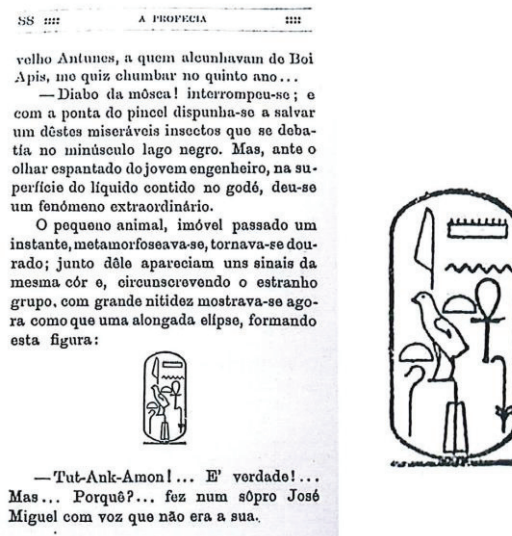 88 :::: A PROFECIA ::::
velho Antunes, a quem alcunhavam de Boi
Apis, me quiz chumbar no quinto ano...
— Diabo da môsca! interrompeu-se; e
com a ponta do pincel dispunha-se a salvar
um dêstes miseráveis insectos que se deba-
tía no minúsculo lago negro. Mas, ante o
olhar espantado do jovem engenheiro, na su-
perfície do líquido contido no godé, deu-se
um fenómeno extraordinário.
O pequeno animal, imóvel passado um
instante, metamorfoseava-se, tornava-se dou-
rado; junto dêle apareciam uns sinais da
mesma côr e, circunscrevendo o estranho
grupo, com grande nitidez mostrava-se ago-
ra como que uma alongada elípse, formando
esta figura:
— Tut-Ank-Amon!... E' verdade!...
Mas... Porquê?... fez num sôpro José
Miguel com voz que não era a sua.